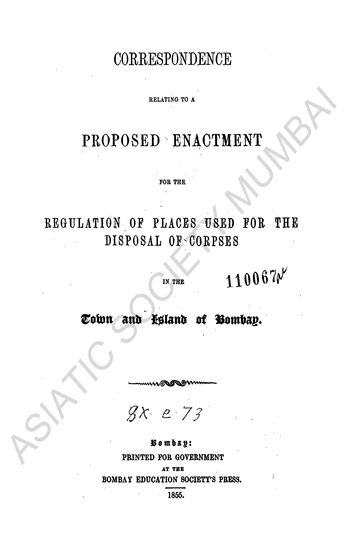 CORRESPONDENCE
RELATING TO A
PROPOSED ENACTMENT
FOR THE
REGULATION OF PLACES USED FOR THE
DISPOSAL OF CORPSES
IN THE
110067
Town and Island of Bombay.
gx e 73
Bombay:
PRINTED FOR GOVERNMENT
AT THE
BOMBAY EDUCATION SOCIETY'S PRESS.
1855.
ASIATIC SOCIETY MUMBAI